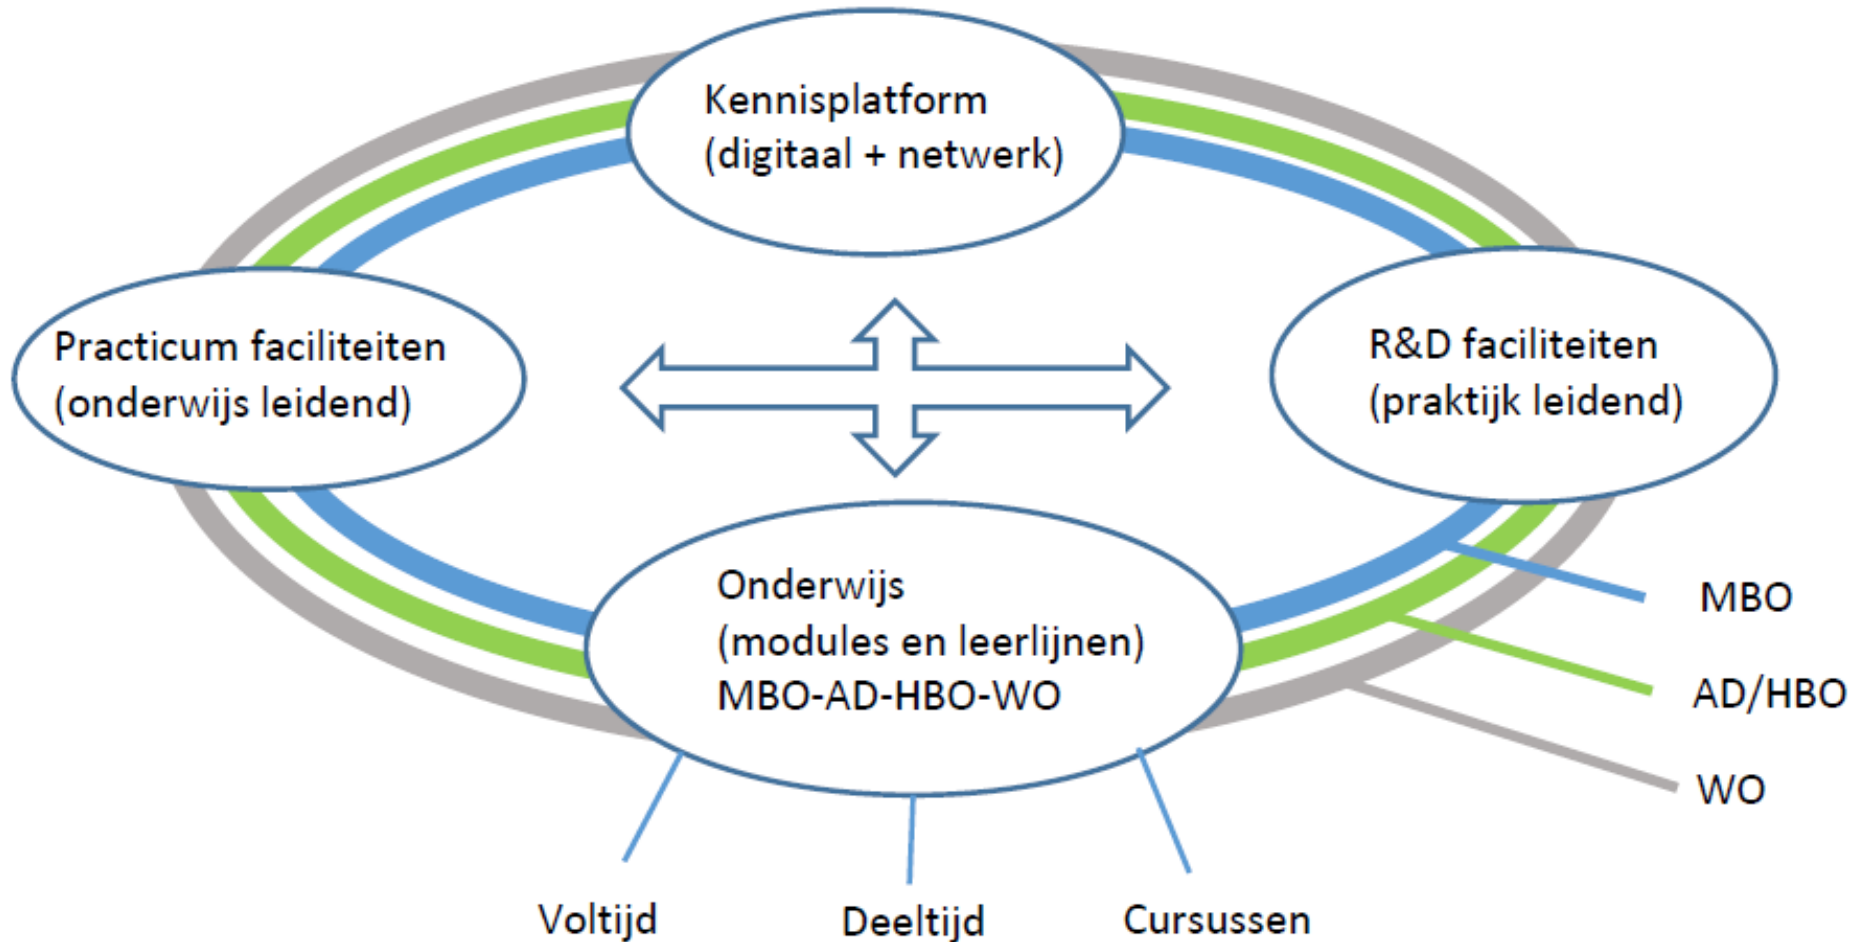 Kennisplatform
(digitaal + netwerk)
Practicum faciliteiten
(onderwijs leidend)
R&D faciliteiten
(praktijk leidend)
Onderwijs
(modules en leerlijnen)
MBO-AD-HBO-WO
MBO
AD/HBO
WO
Voltijd
Deeltijd
Cursussen